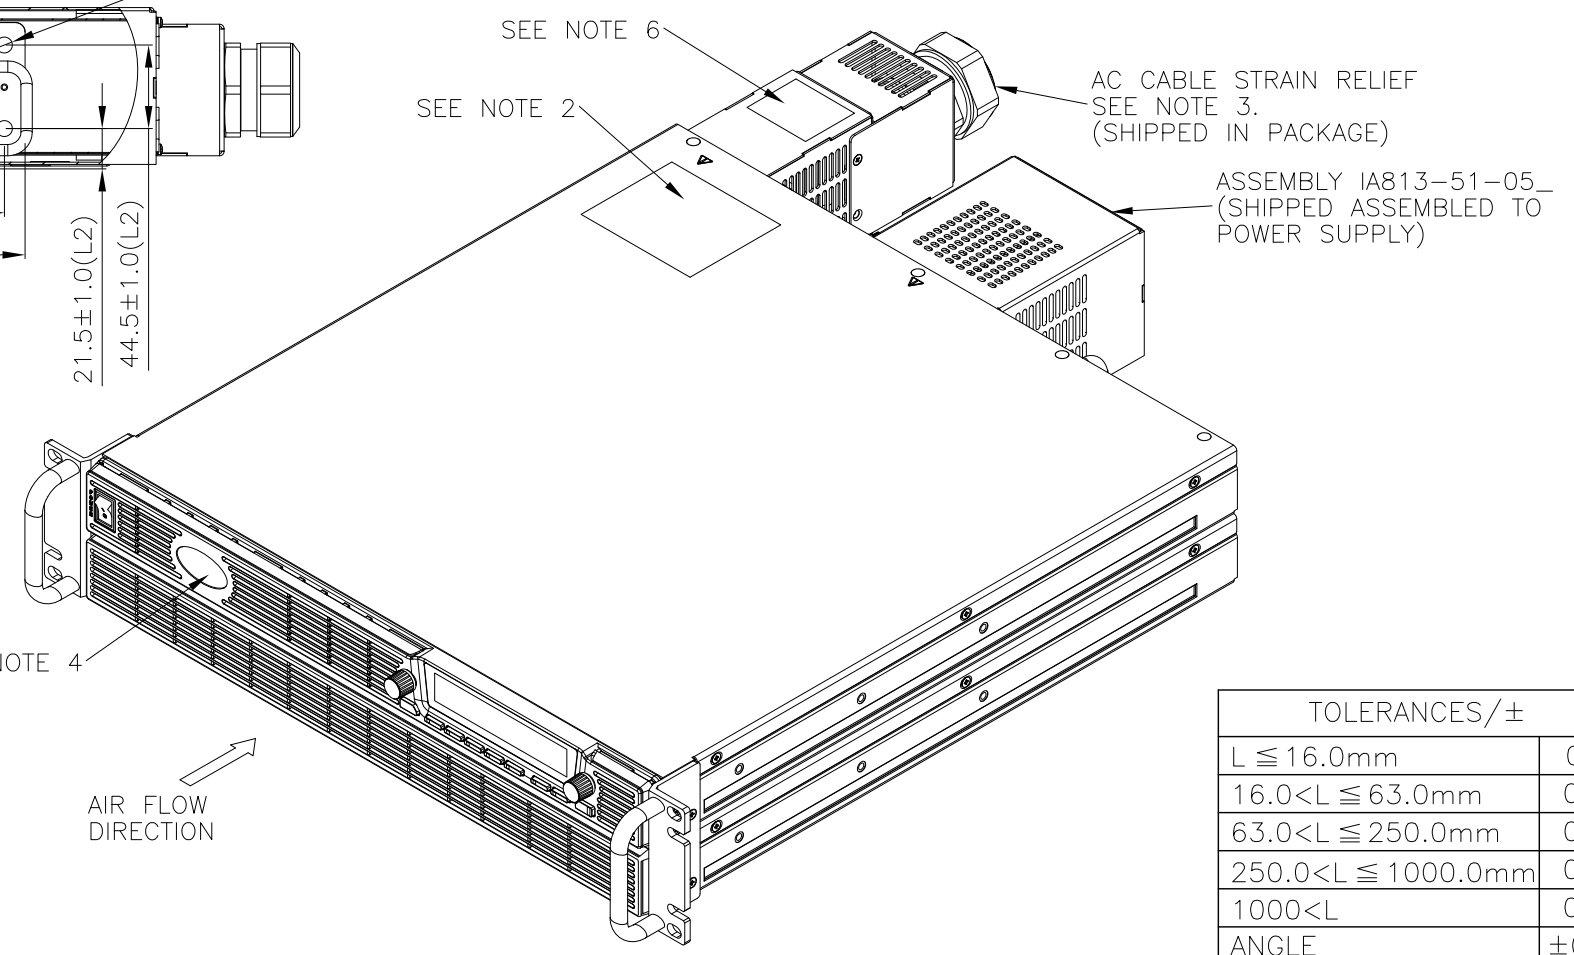 SEE NOTE 6
SEE NOTE 2
AC CABLE STRAIN RELIEF
SEE NOTE 3.
(SHIPPED IN PACKAGE)
ASSEMBLY IA813-51-05_
(SHIPPED ASSEMBLED TO
POWER SUPPLY)
21.5±1.0(L2)
44.5±1.0(L2)
NOTE 4
AIR FLOW
DIRECTION
TOLERANCES/±
L≦16.0mm
16.0<L≦63.0mm
63.0<L≦250.0mm
250.0<L≦1000.0mm
1000<L
ANGLE